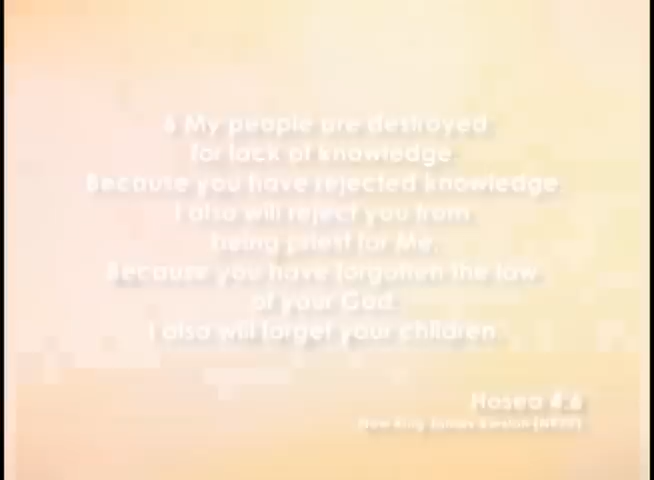 6 My people are destroyed
for lack of knowledge.
Because you have rejected knowledge,
I also will reject you from
being priest for Me;
Because you have forgotten the law
of your God,
I also will forget your children.
Hosea 4:6
New King James Version (NKJV)